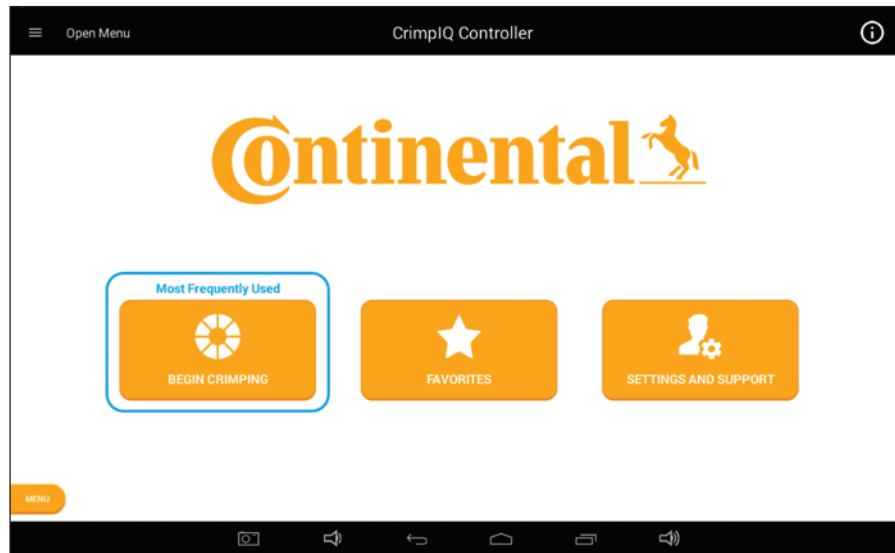 Open Menu
CrimpIQ Controller
Continental
Most Frequently Used
BEGIN CRIMPING
FAVORITES
SETTINGS AND SUPPORT
MENU